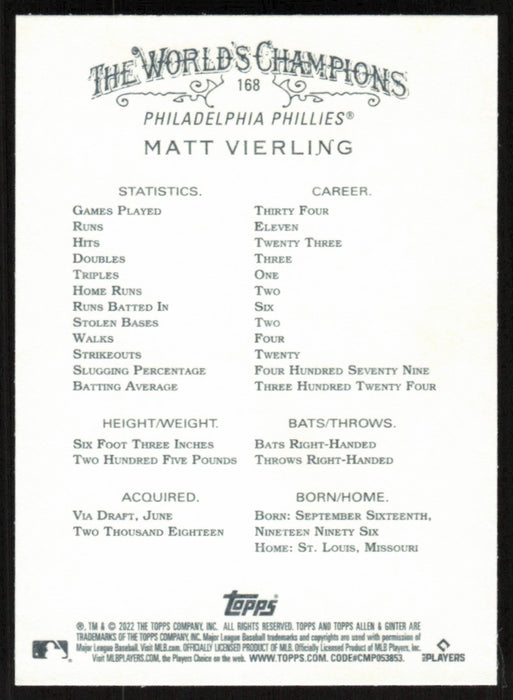 The World's Champions
168
Philadelphia Phillies®
MATT VIERLING
STATISTICS. CAREER.
Games Played Thirty Four
Runs Eleven
Hits Twenty Three
Doubles Three
Triples One
Home Runs Two
Runs Batted In Six
Stolen Bases Two
Walks Four
Strikeouts Twenty
Slugging Percentage Four Hundred Seventy Nine
Batting Average Three Hundred Twenty Four
HEIGHT/WEIGHT. BATS/THROWS.
Six Foot Three Inches Bats Right-Handed
Two Hundred Five Pounds Throws Right-Handed
ACQUIRED. BORN/HOME.
Via Draft, June Born: September Sixteenth,
Two Thousand Eighteen Nineteen Ninety Six
Home: St. Louis, Missouri
Topps
®, TM & © 2022 THE TOPPS COMPANY, INC. ALL RIGHTS RESERVED. TOPPS AND TOPPS ALLEN & GINTER ARE
TRADEMARKS OF THE TOPPS COMPANY, INC. Major League Baseball trademarks and copyrights are used with permission of
Major League Baseball. Visit MLB.com. OFFICIALLY LICENSED PRODUCT OF MLB. Officially Licensed Product of MLB Players, Inc.
Visit MLBPLAYERS.com, the Players Choice on the web. WWW.TOPPS.COM. CODE#CMP053853.
MLB PLAYERS